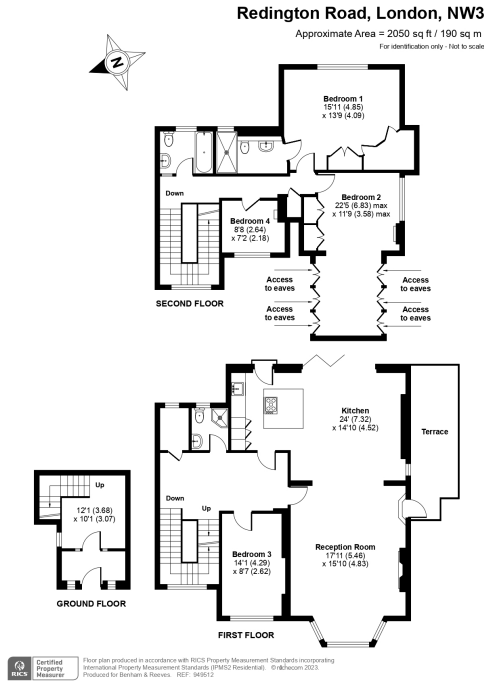 Redington Road, London, NW3
Approximate Area = 2050 sq ft / 190 sq m
For identification only - Not to scale
N
Bedroom 1
15'11 (4.85)
x 13'9 (4.09)
Down
Bedroom 4
8'8 (2.64)
x 7'2 (2.18)
Bedroom 2
22'5 (6.83) max
x 11'9 (3.58) max
Access
to eaves
Access
to eaves
Access
to eaves
Access
to eaves
SECOND FLOOR
Kitchen
24' (7.32)
x 14'10 (4.52)
Terrace
Up
12'1 (3.68)
x 10'1 (3.07)
GROUND FLOOR
Down
Up
Bedroom 3
14'1 (4.29)
x 8'7 (2.62)
Reception Room
17'11 (5.46)
x 15'10 (4.83)
FIRST FLOOR
RICS
Certified
Property
Measurer
Floor plan produced in accordance with RICS Property Measurement Standards incorporating
International Property Measurement Standards (IPMS2 Residential). © nichecom 2023.
Produced for Benham & Reeves. REF: 949512